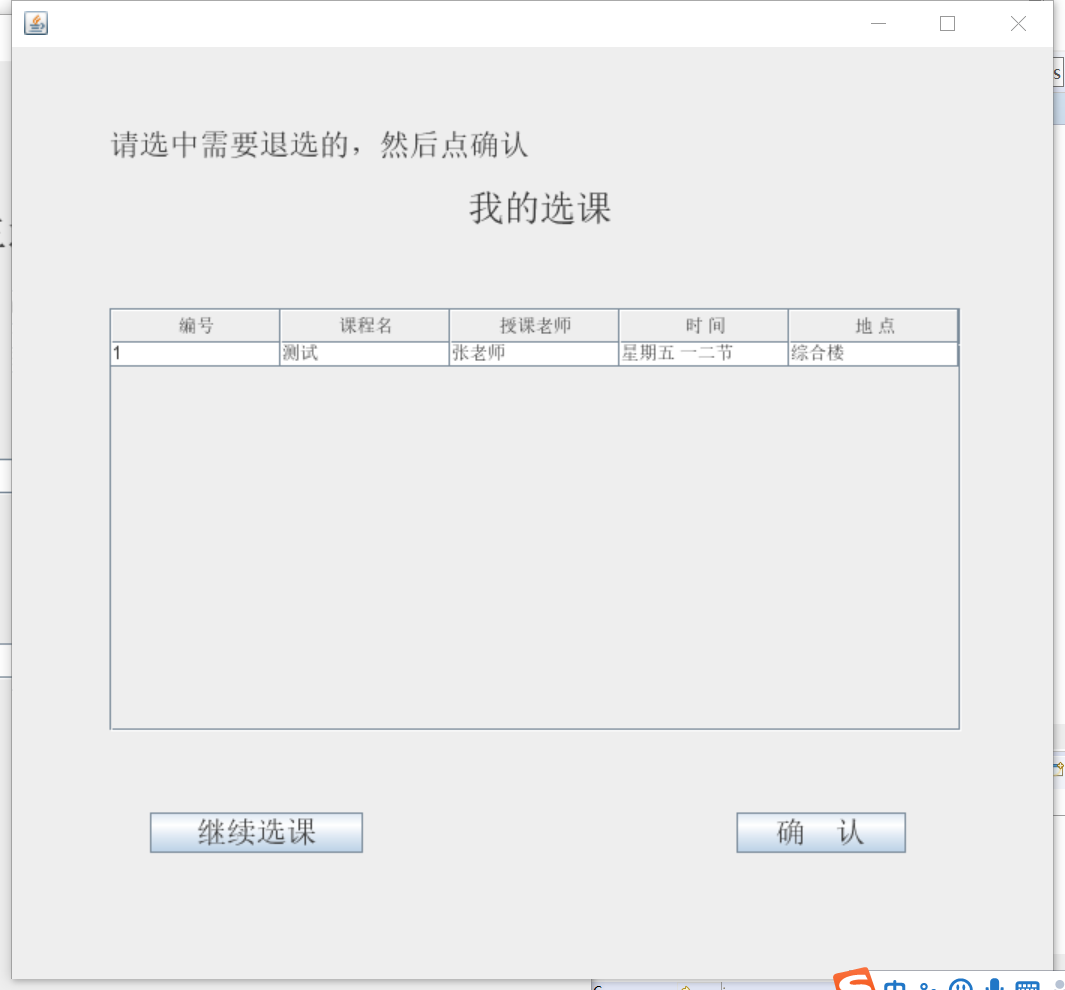 请选中需要退选的，然后点确认
我的选课
编号 课程名 授课老师 时 间 地 点
1 测试 张老师 星期五 一二节 综合楼
继续选课 确 认